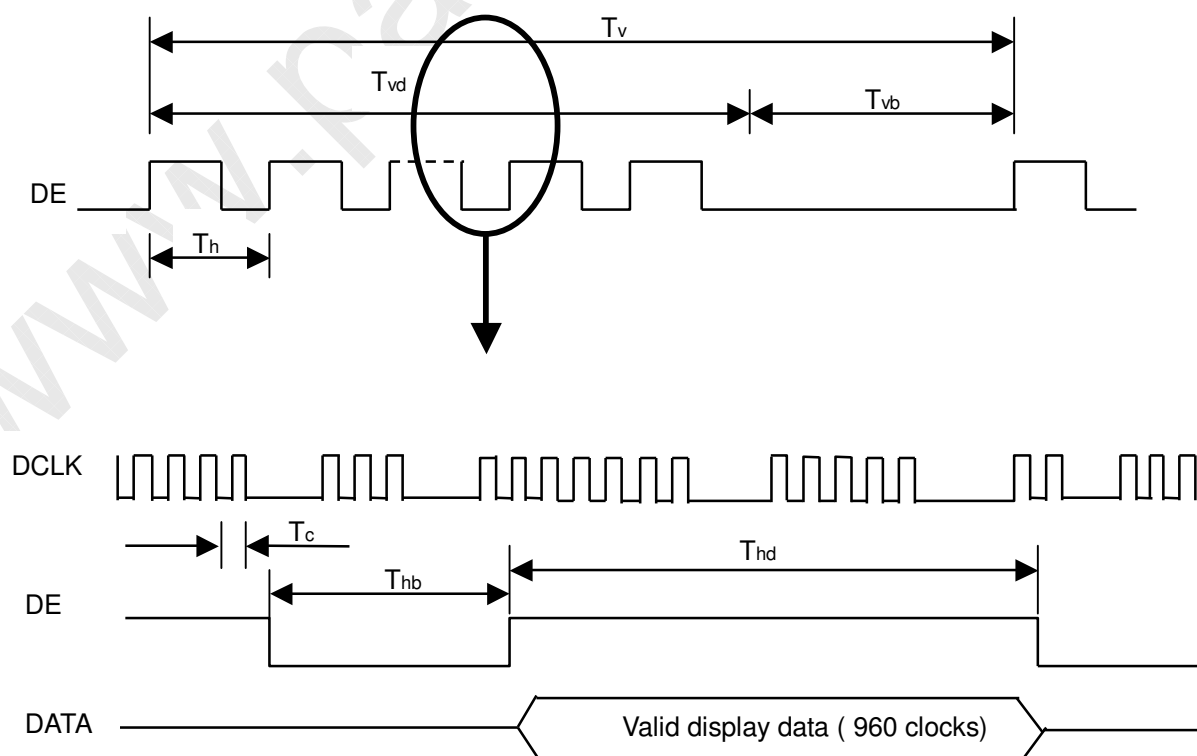 Tv
Tvd
Tvb
DE
Th
DCLK
Tc
Thd
Thb
DE
DATA
Valid display data ( 960 clocks)